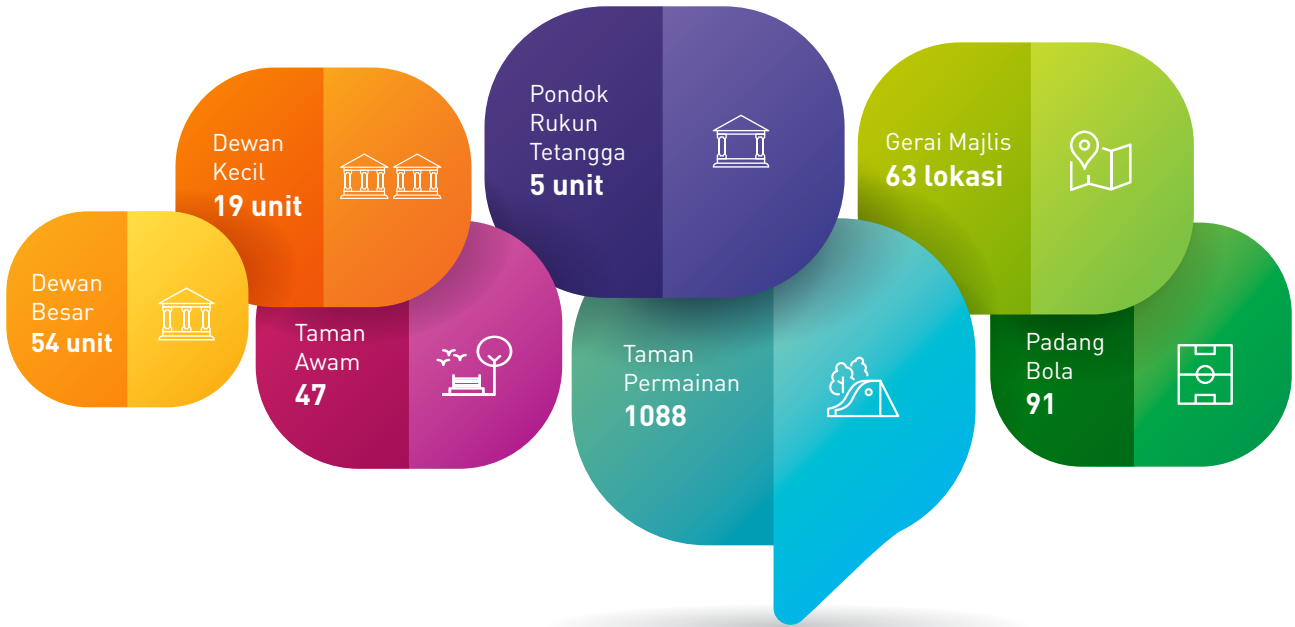 Dewan
Besar
54 unit
Dewan
Kecil
19 unit
Taman
Awam
47
Pondok
Rukun
Tetangga
5 unit
Taman
Permainan
1088
Gerai Majlis
63 lokasi
Padang
Bola
91